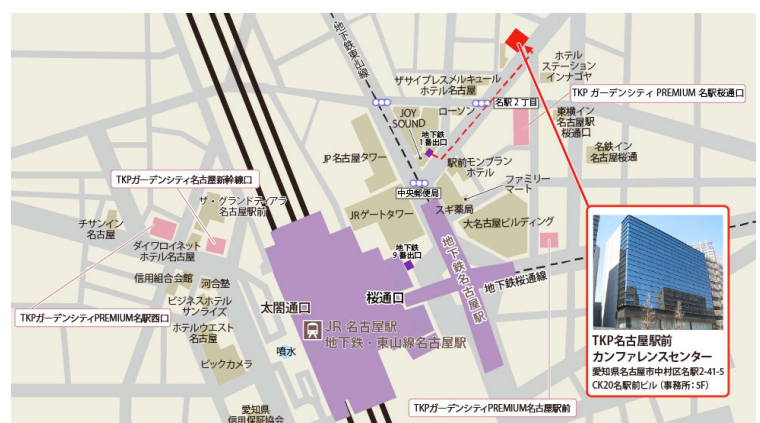 地下鉄東山線
ザサイプレスメルキュール
ホテル名古屋
ホテル
ステーション
インナゴヤ
TKP ガーデンシティ PREMIUM 名駅桜通口
JOY
SOUND
ローソン
名駅2丁目
東横イン
名古屋駅
桜通口
地下鉄
1番出口
名鉄イン
名古屋桜通
JP名古屋タワー
駅前モンブラン
ホテル
TKPガーデンシティ名古屋新幹線口
中央郵便局
ファミリー
マート
スギ薬局
ザ・グランドティアラ
名古屋駅前
JRゲートタワー
大名古屋ビルディング
チサンイン
名古屋
ダイワロイネット
ホテル名古屋
地下鉄
9番出口
地下鉄名古屋駅
信用組合会館
河合塾
地下鉄桜通線
ビジネスホテル
サンライズ
太閤通口
桜通口
TKPガーデンシティPREMIUM名駅西口
ホテルウエスト
名古屋
JR 名古屋駅
地下鉄・東山線名古屋駅
噴水
ビックカメラ
TKP名古屋駅前
カンファレンスセンター
愛知県名古屋市中村区名駅2-41-5
CK20名駅前ビル（事務所：5F）
TKPガーデンシティPREMIUM名古屋駅前
愛知県
信用保証協会